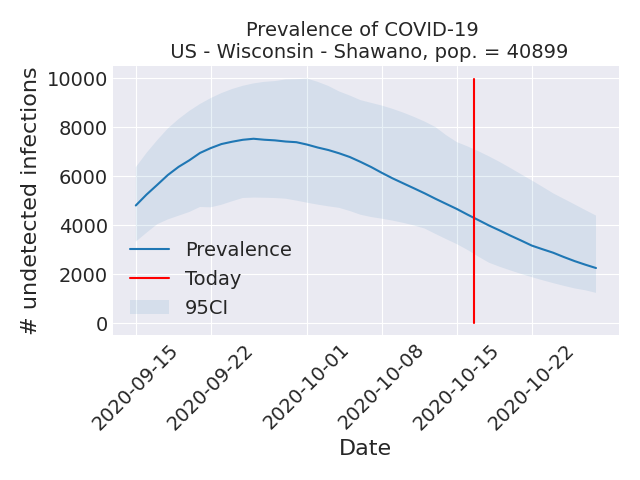 Prevalence of COVID-19
US - Wisconsin - Shawano, pop. = 40899
# undetected infections
10000
8000
6000
4000
2000
0
Prevalence
Today
95CI
2020-09-15
2020-09-22
2020-10-01
2020-10-08
2020-10-15
2020-10-22
Date